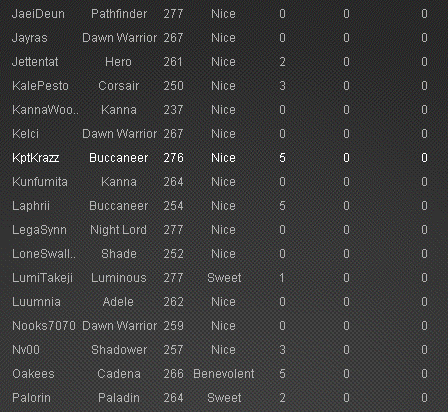 JaeiDeun Pathfinder 277 Nice 0 0 0
Jayras Dawn Warrior 267 Nice 0 0 0
Jettentat Hero 261 Nice 2 0 0
KalePesto Corsair 250 Nice 3 0 0
KannaWoo.. Kanna 237 Nice 0 0 0
Kelci Dawn Warrior 267 Nice 0 0 0
KptKrazz Buccaneer 276 Nice 5 0 0
Kunfumita Kanna 264 Nice 0 0 0
Laphrii Buccaneer 254 Nice 5 0 0
LegaSynn Night Lord 277 Nice 0 0 0
LoneSwall.. Shade 252 Nice 0 0 0
LumiTakeji Luminous 277 Sweet 1 0 0
Luumnia Adele 262 Nice 0 0 0
Nooks7070 Dawn Warrior 259 Nice 0 0 0
Nv00 Shadower 257 Nice 3 0 0
Oakees Cadena 266 Benevolent 5 0 0
Palorin Paladin 264 Sweet 2 0 0